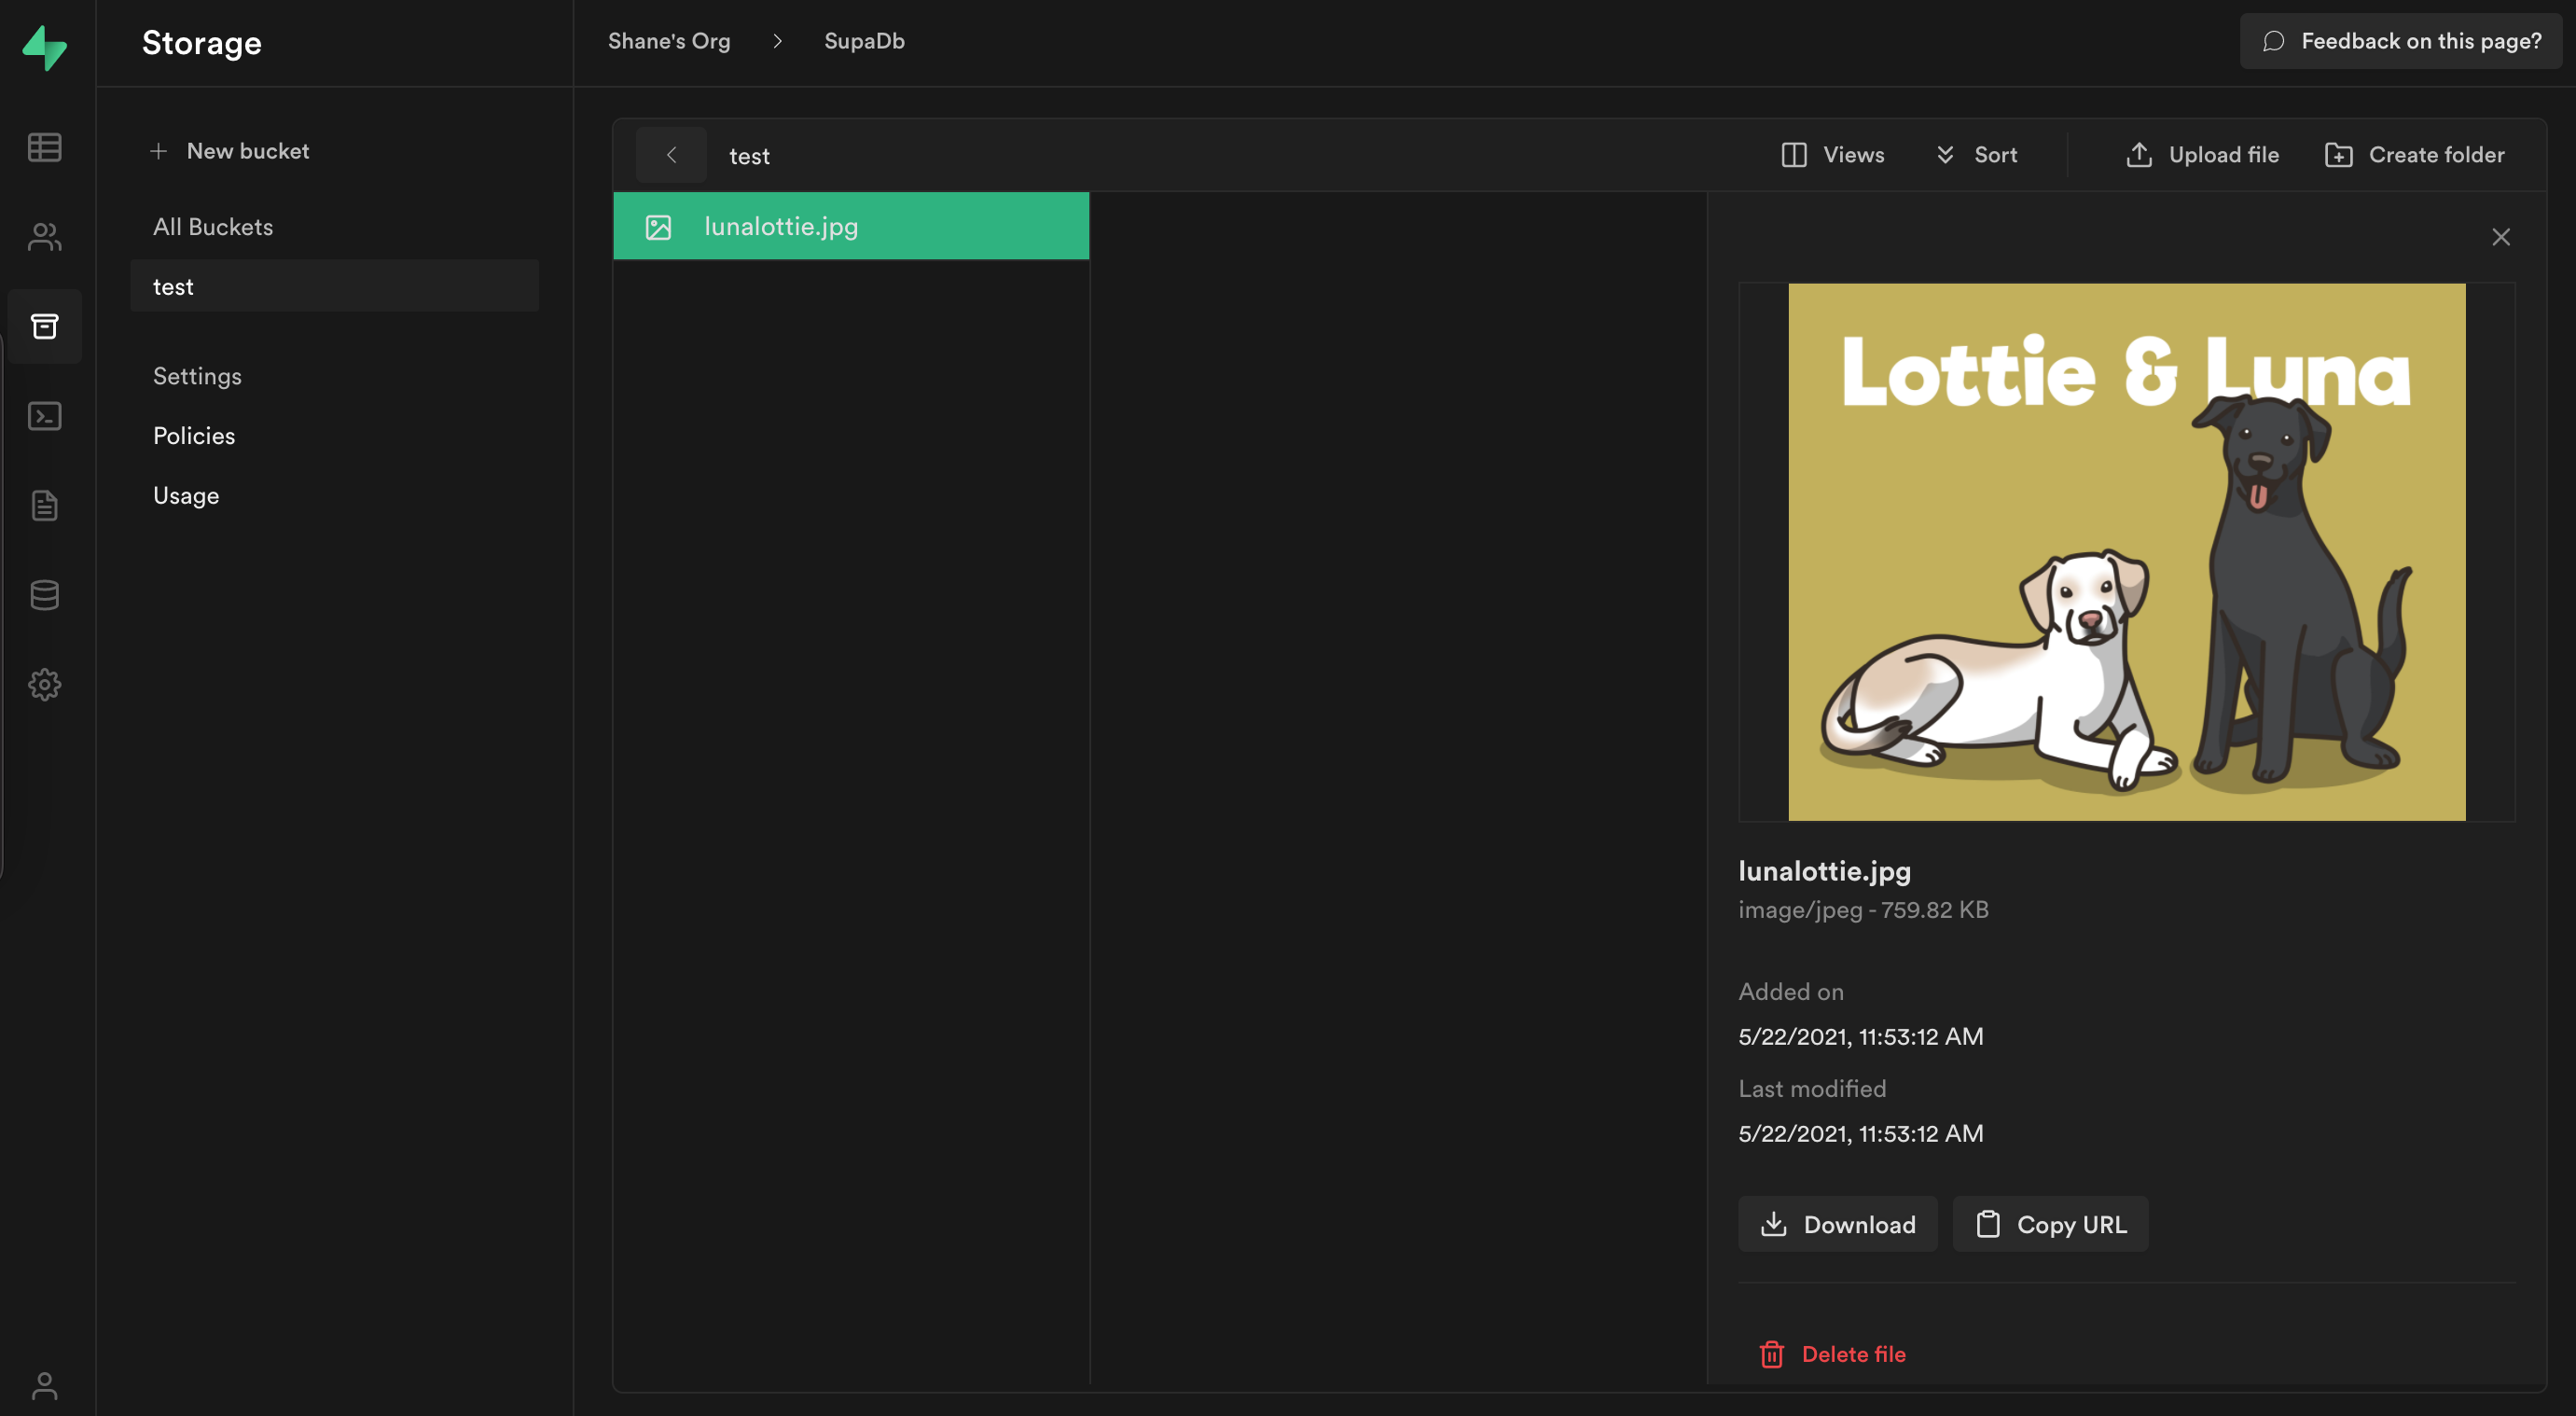 Storage
Shane's Org
SupaDb
Feedback on this page?
New bucket
All Buckets
test
Settings
Policies
Usage
test
Views
Sort
Upload file
Create folder
lunalottie.jpg
Lottie & Luna
lunalottie.jpg
image/jpeg - 759.82 KB
Added on
5/22/2021, 11:53:12 AM
Last modified
5/22/2021, 11:53:12 AM
Download
Copy URL
Delete file